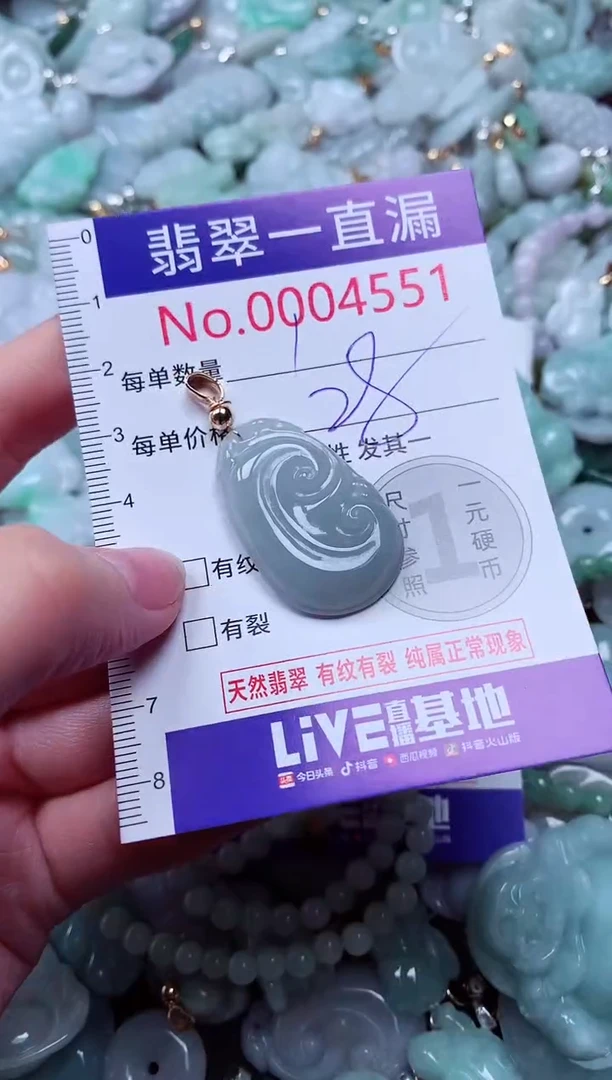 翡翠一直漏
No.0004551
每单数量 1
每单价格 28
性 发其一
尺寸参照
1
一元硬币
有纹
有裂
天然翡翠 有纹有裂 纯属正常现象
LiVE直播基地
今日头条 抖音 西瓜视频 抖音火山版
0
1
2
3
4
7
8